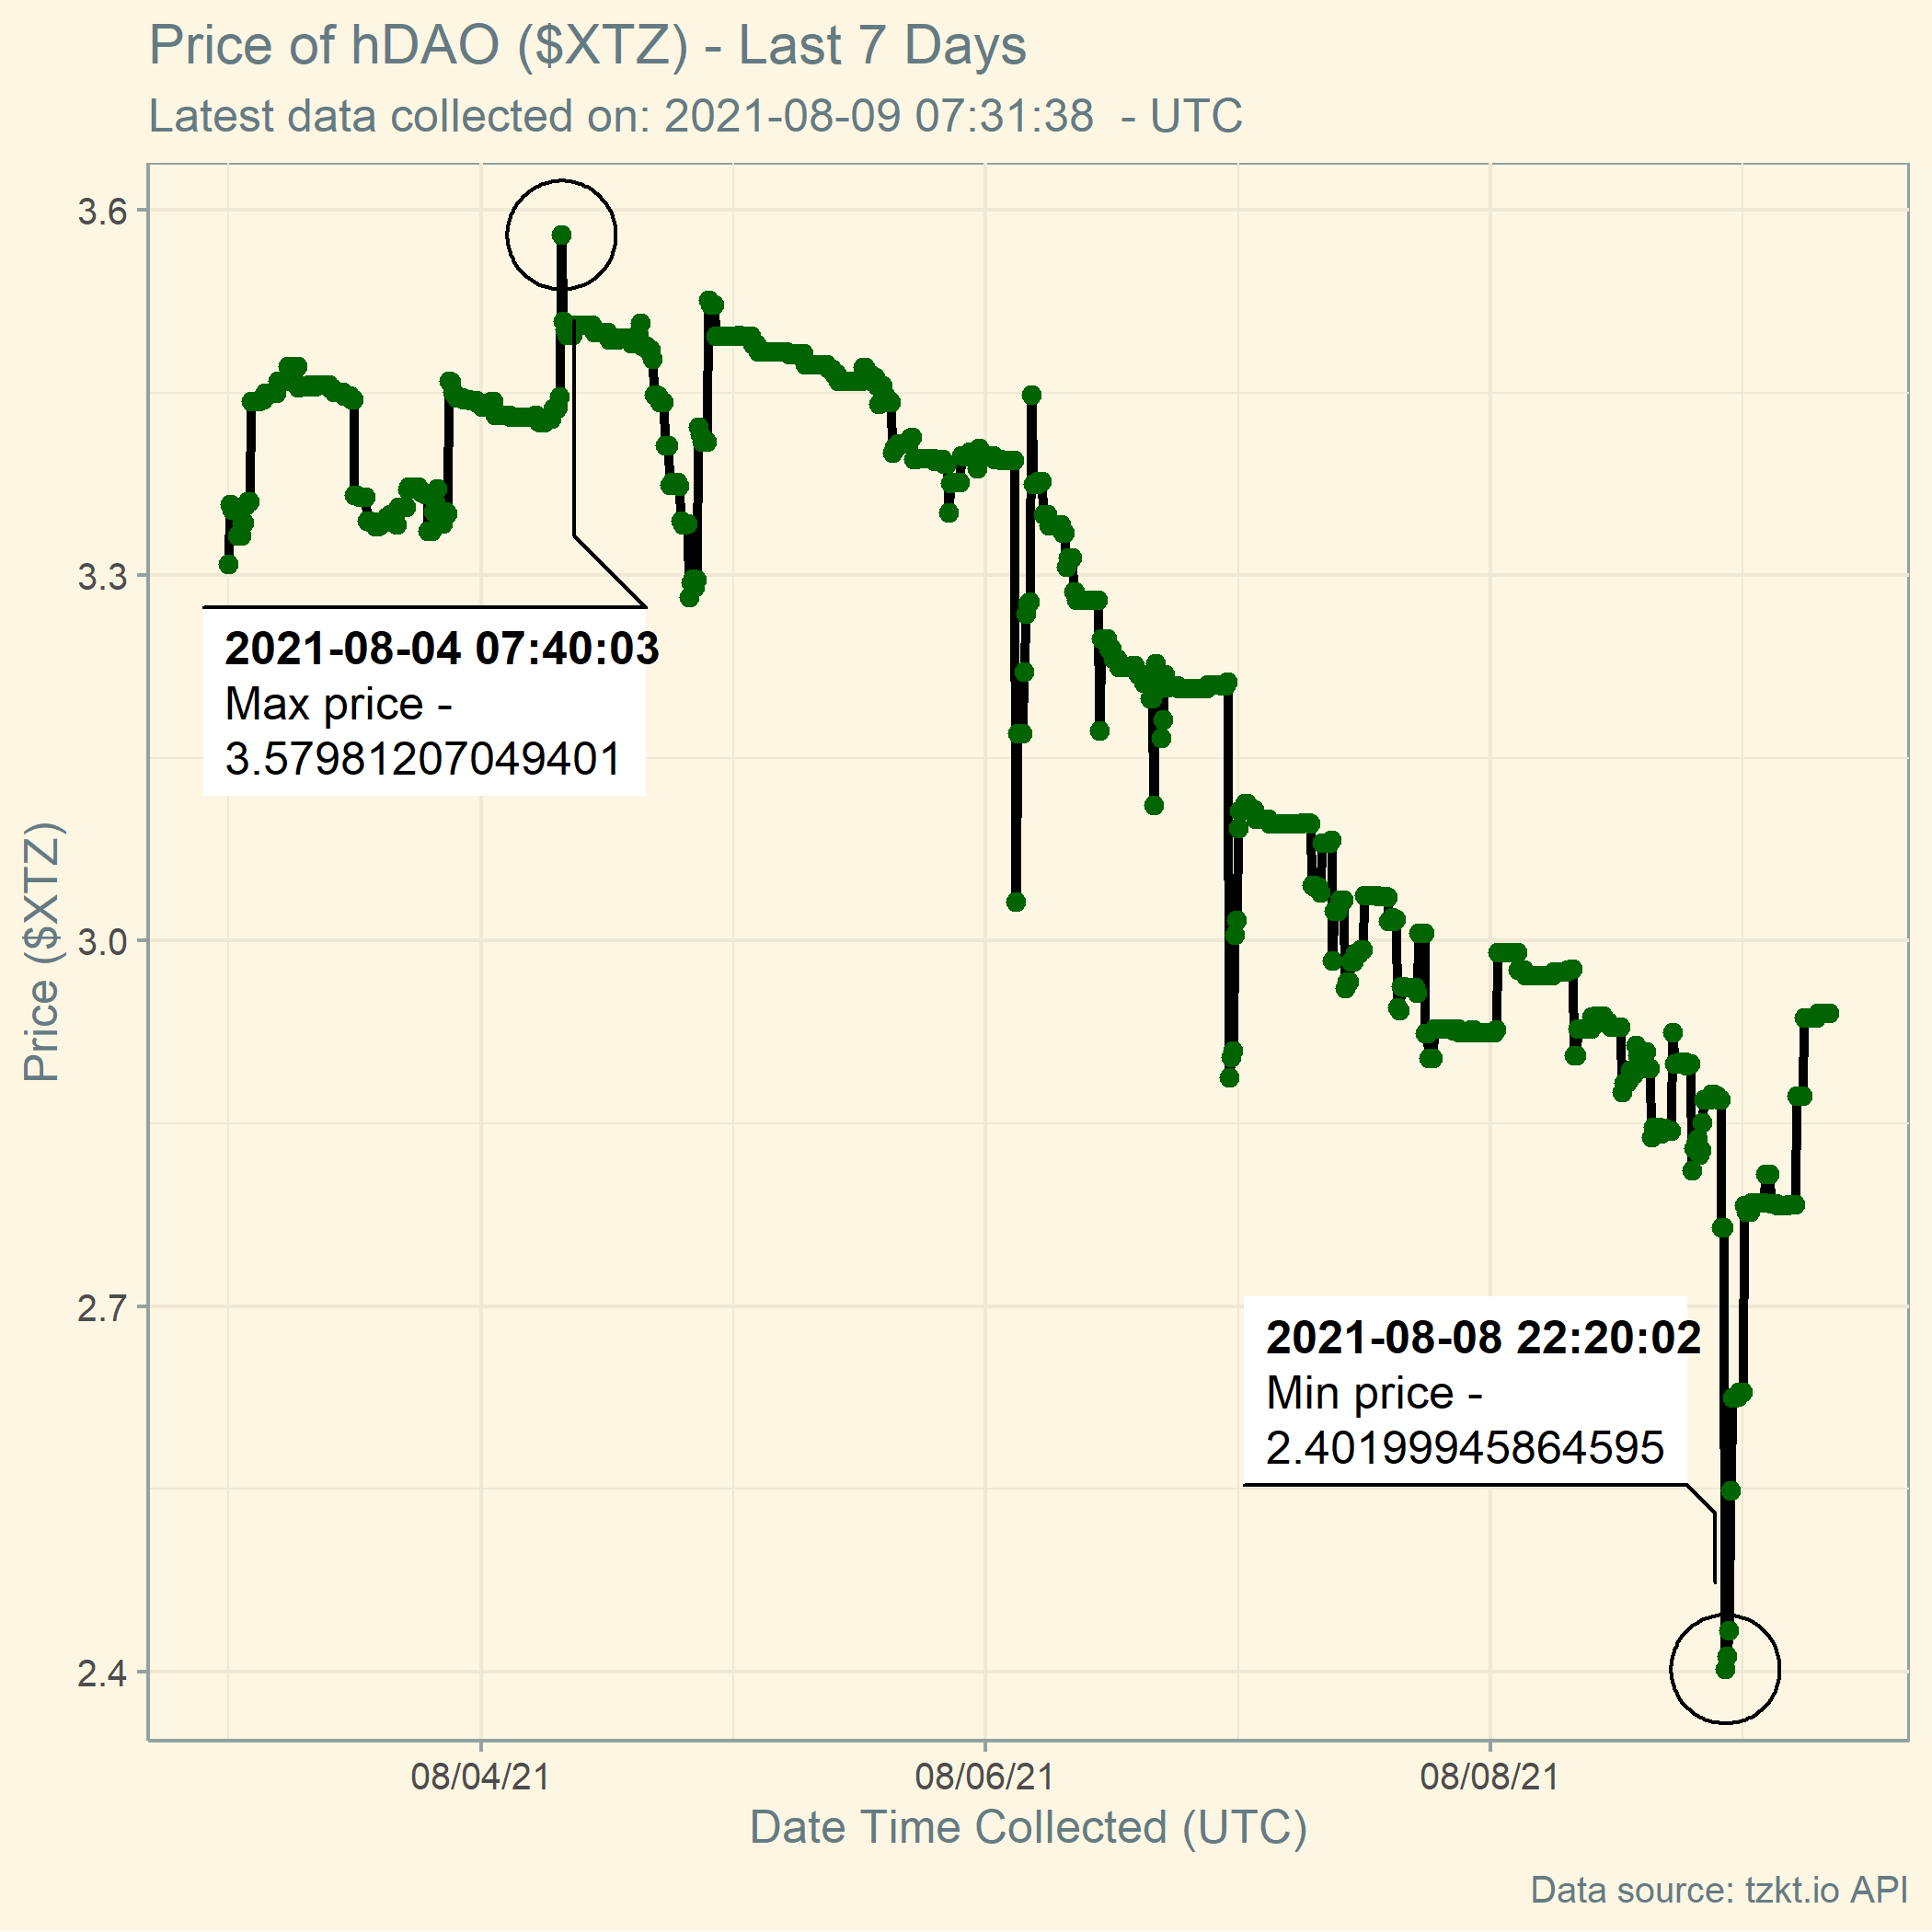 Price of hDAO ($XTZ) - Last 7 Days
Latest data collected on: 2021-08-09 07:31:38  - UTC
3.6
3.3
3.0
2.7
2.4
Price ($XTZ)
2021-08-04 07:40:03
Max price -
3.57981207049401
2021-08-08 22:20:02
Min price -
2.40199945864595
08/04/21
08/06/21
08/08/21
Date Time Collected (UTC)
Data source: tzkt.io API